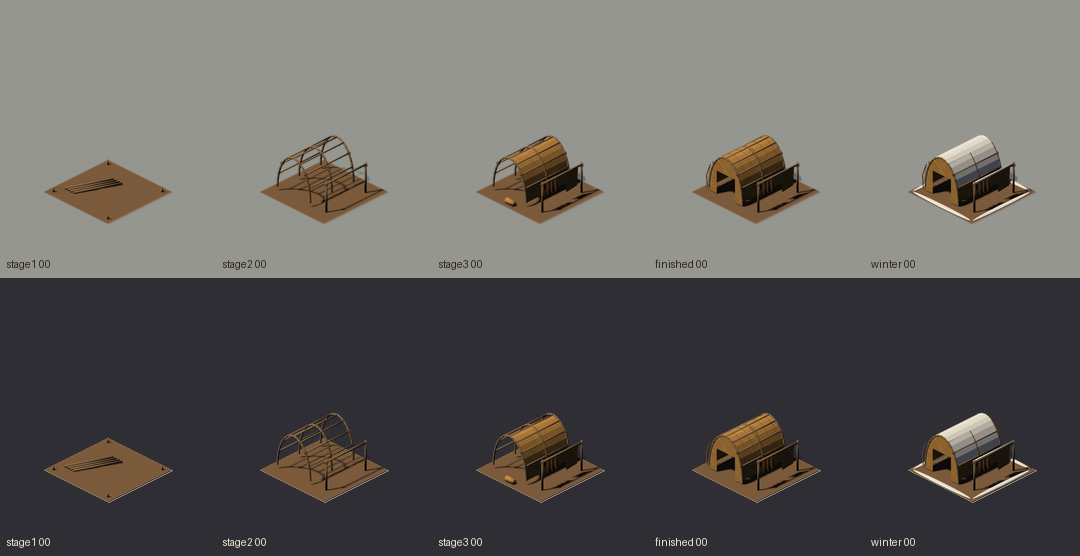 stage1 00
stage2 00
stage3 00
finished 00
winter 00
stage1 00
stage2 00
stage3 00
finished 00
winter 00